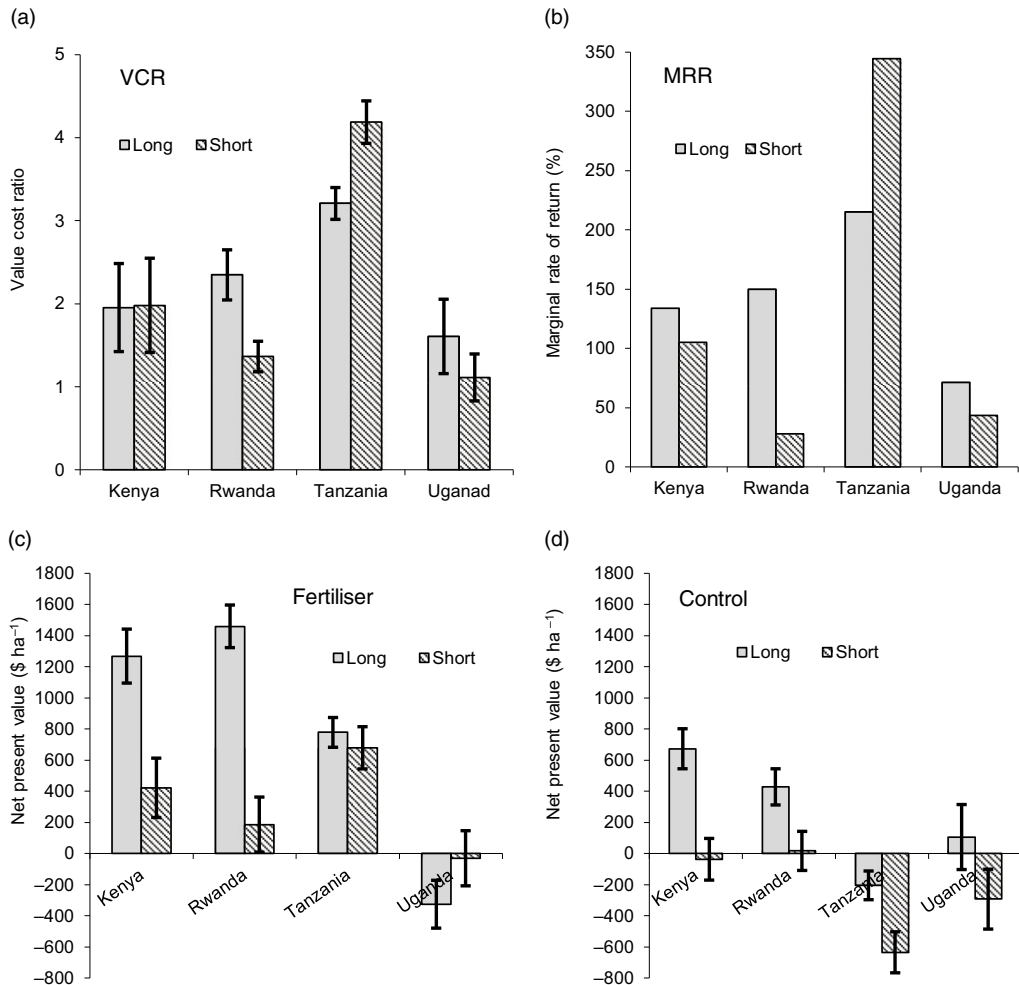 (a)
VCR
Long Short
Value cost ratio
5
4
3
2
1
0
Kenya Rwanda Tanzania Uganad
(b)
MRR
Long Short
Marginal rate of return (%)
350
300
250
200
150
100
50
0
Kenya Rwanda Tanzania Uganda
(c)
Fertiliser
Long Short
Net present value ($ ha⁻¹)
1800
1600
1400
1200
1000
800
600
400
200
0
–200
–400
–600
–800
Kenya Rwanda Tanzania Uganda
(d)
Control
Long Short
Net present value ($ ha⁻¹)
1800
1600
1400
1200
1000
800
600
400
200
0
–200
–400
–600
–800
Kenya Rwanda Tanzania Uganda